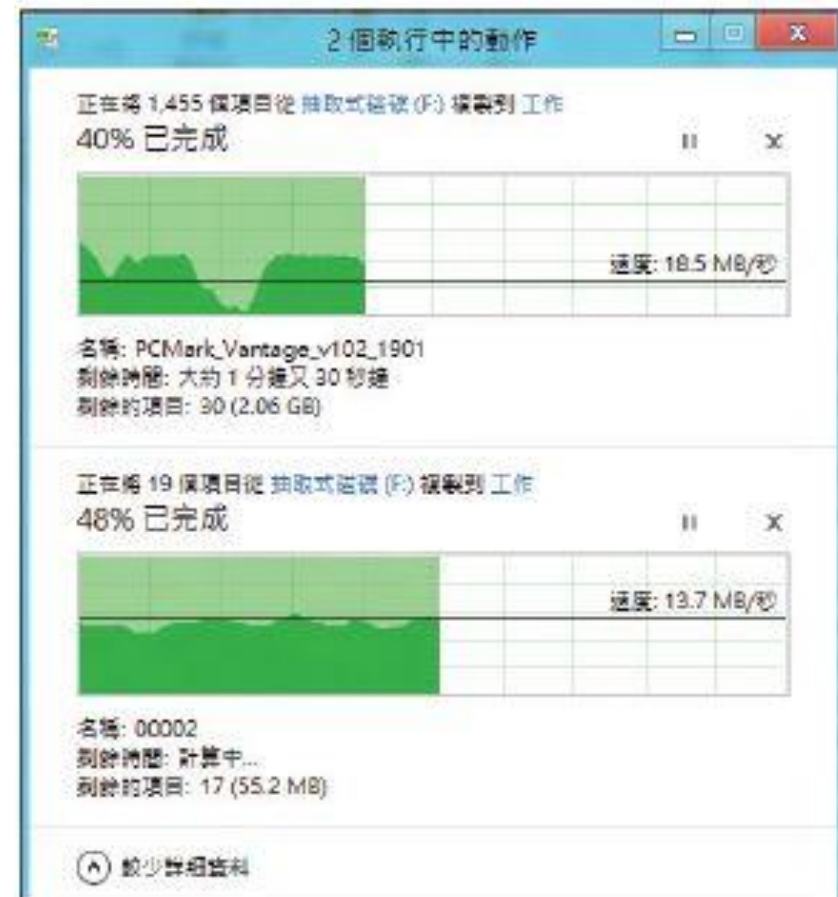 2 個執行中的動作
正在將 1,455 個項目從 抽取式磁碟 (F:) 複製到 工作
40% 已完成
速度: 18.5 MB/秒
名稱: PCMark_Vantage_v102_1901
剩餘時間: 大約 1 分鐘又 30 秒鐘
剩餘的項目: 30 (2.06 GB)
正在將 19 個項目從 抽取式磁碟 (F:) 複製到 工作
48% 已完成
速度: 13.7 MB/秒
名稱: 00002
剩餘時間: 計算中...
剩餘的項目: 17 (55.2 MB)
較少詳細資料